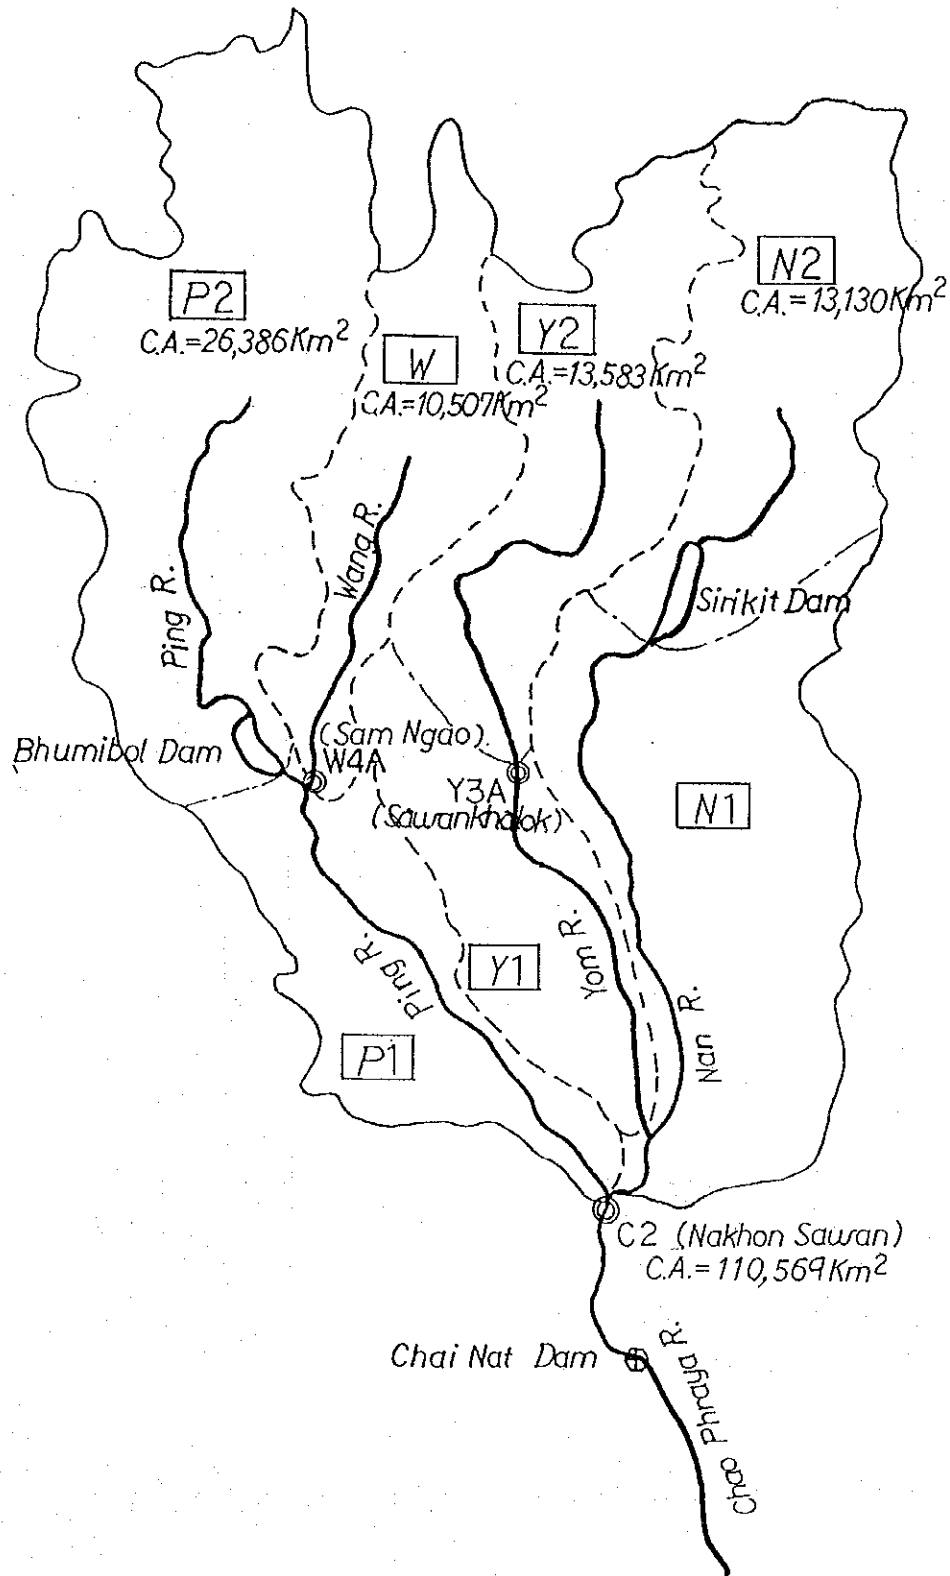 N2
C.A.=13,130Km²
P2
C.A.=26,386Km²
Y2
C.A.=13,583Km²
W
C.A.=10,507Km²
Wang R.
Ping R.
Sirikit Dam
Bhumibol Dam
(Sam Ngao)
W4A
Y3A
(Sawankhalok)
N1
Yom R.
Ping R.
Y1
Nan R.
P1
C2 (Nakhon Sawan)
C.A.=110,569Km²
Chai Nat Dam
Chao Phraya R.